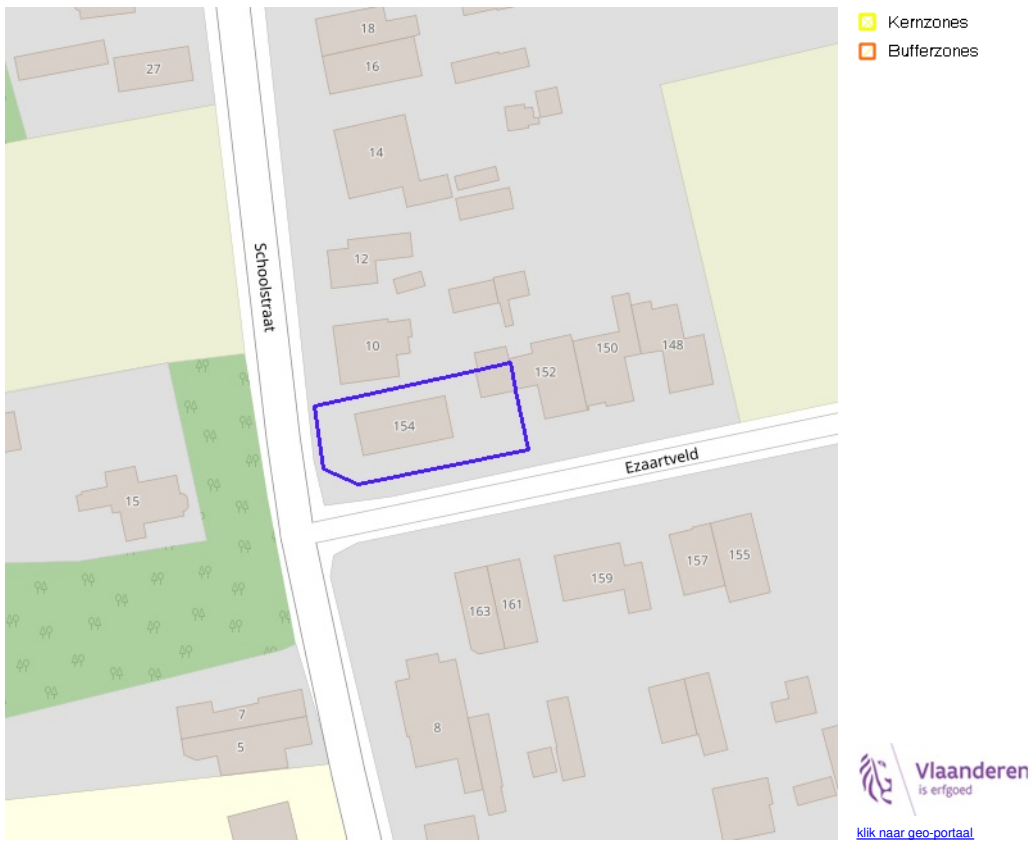 Kernzones
Bufferzones
18
16
27
14
12
Schoolstraat
10
150
148
152
154
Ezaartveld
15
155
157
159
161
163
7
8
5
Vlaanderen
is erfgoed
klik naar geo-portaal